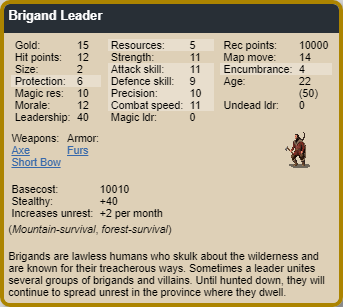 Brigand Leader
Gold: 15 Resources: 5 Rec points: 10000
Hit points: 12 Strength: 11 Map move: 14
Size: 2 Attack skill: 11 Encumbrance: 4
Protection: 6 Defence skill: 9 Age: 22
Magic res: 10 Precision: 10 (50)
Morale: 12 Combat speed: 11 Undead ldr: 0
Leadership: 40 Magic ldr: 0
Weapons: Armor:
Axe Furs
Short Bow
Basecost: 10010
Stealthy: +40
Increases unrest: +2 per month
(Mountain-survival, forest-survival)
Brigands are lawless humans who skulk about the wilderness and
are known for their treacherous ways. Sometimes a leader unites
several groups of brigands and villains. Until hunted down, they will
continue to spread unrest in the province where they dwell.